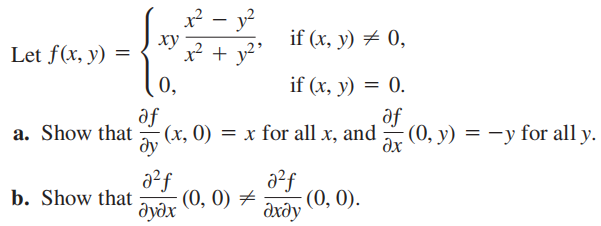 Let f(x, y) = { xy (x² − y²)/(x² + y²), if (x, y) ≠ 0,
0, if (x, y) = 0.
a. Show that ∂f/∂y (x, 0) = x for all x, and ∂f/∂x (0, y) = −y for all y.
b. Show that ∂²f/∂y∂x (0, 0) ≠ ∂²f/∂x∂y (0, 0).